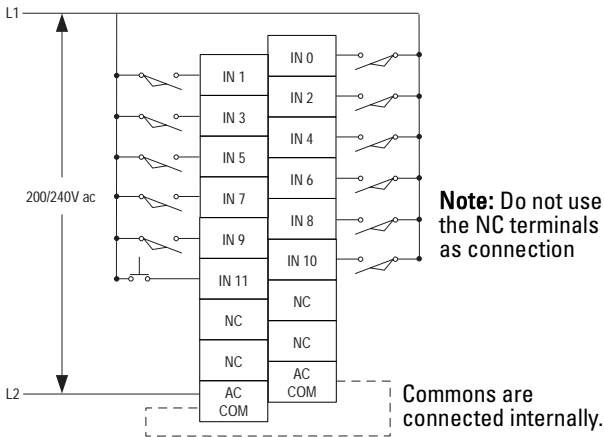 L1
IN 0
IN 1
IN 2
IN 3
IN 4
IN 5
IN 6
200/240V ac
IN 7
Note: Do not use
the NC terminals
as connection
IN 8
IN 9
IN 10
IN 11
NC
NC
NC
NC
AC
COM
L2
AC
COM
Commons are
connected internally.